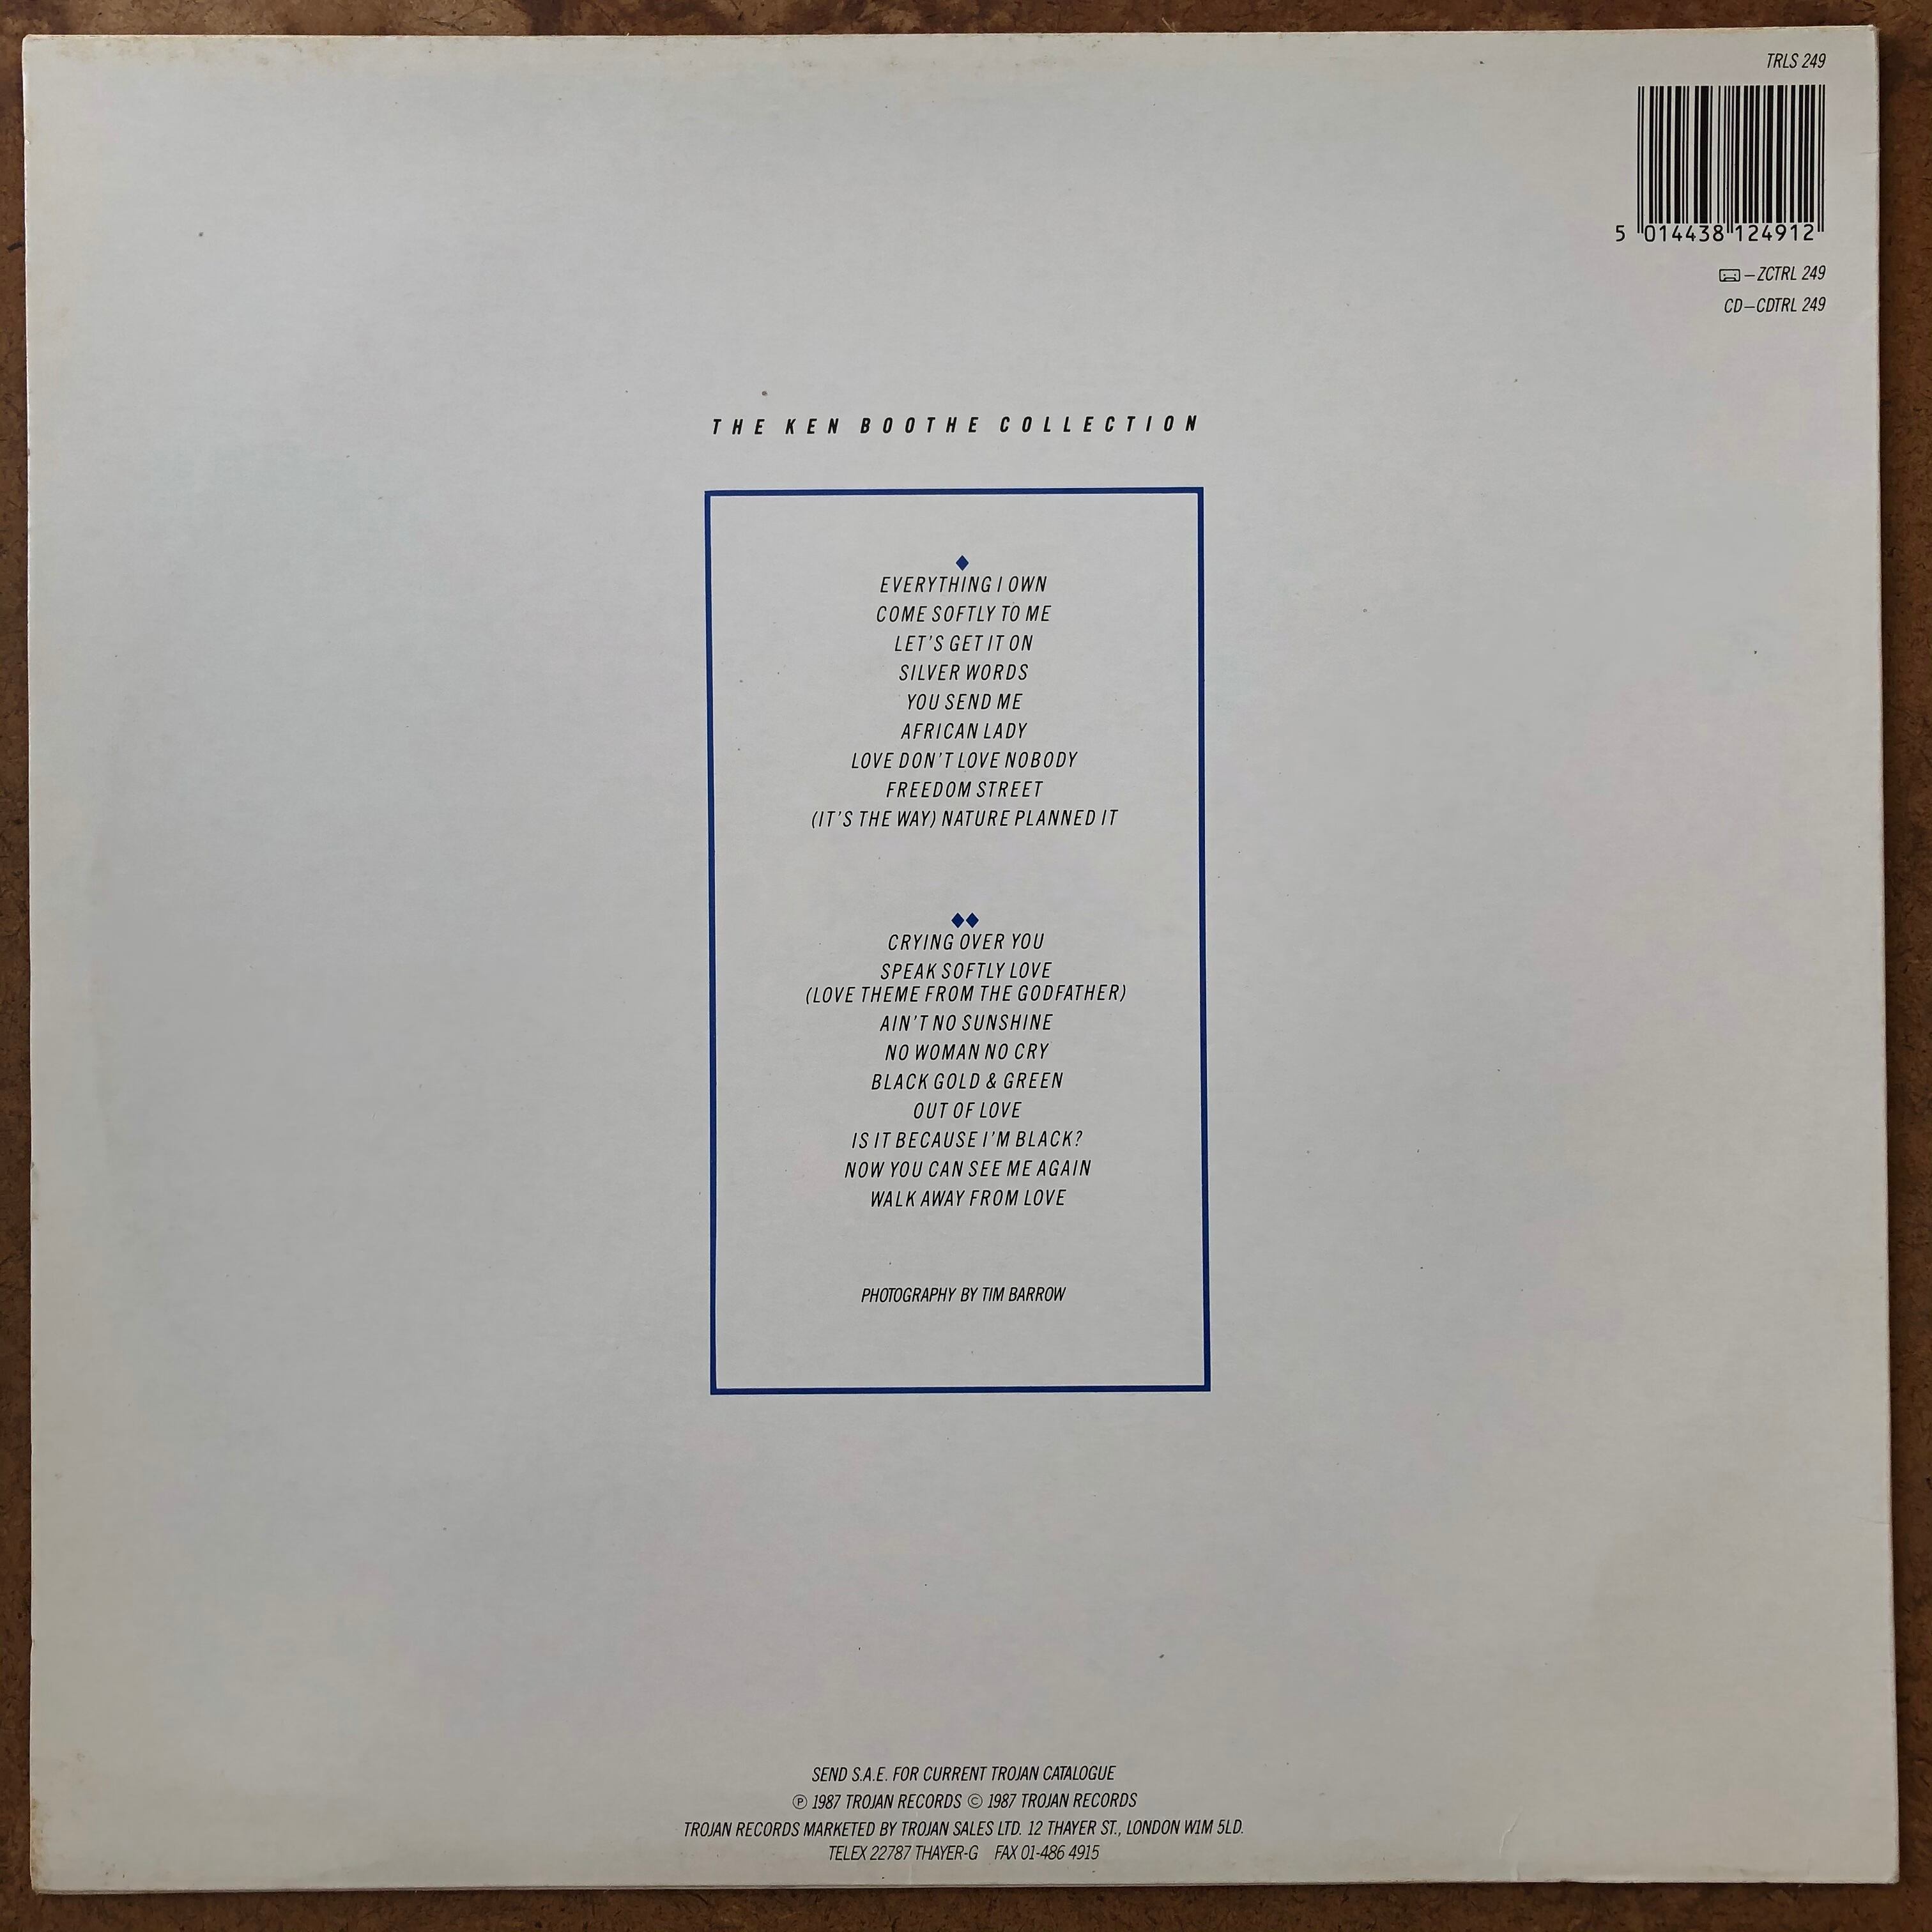 TRLS 249
5 014438 124912
–ZCTRL 249
CD–CDTRL 249
THE KEN BOOTHE COLLECTION
EVERYTHING I OWN
COME SOFTLY TO ME
LET'S GET IT ON
SILVER WORDS
YOU SEND ME
AFRICAN LADY
LOVE DON'T LOVE NOBODY
FREEDOM STREET
(IT'S THE WAY) NATURE PLANNED IT
CRYING OVER YOU
SPEAK SOFTLY LOVE
(LOVE THEME FROM THE GODFATHER)
AIN'T NO SUNSHINE
NO WOMAN NO CRY
BLACK GOLD & GREEN
OUT OF LOVE
IS IT BECAUSE I'M BLACK?
NOW YOU CAN SEE ME AGAIN
WALK AWAY FROM LOVE
PHOTOGRAPHY BY TIM BARROW
SEND S.A.E. FOR CURRENT TROJAN CATALOGUE
℗ 1987 TROJAN RECORDS © 1987 TROJAN RECORDS
TROJAN RECORDS MARKETED BY TROJAN SALES LTD. 12 THAYER ST., LONDON W1M 5LD.
TELEX 22787 THAYER-G FAX 01-486 4915